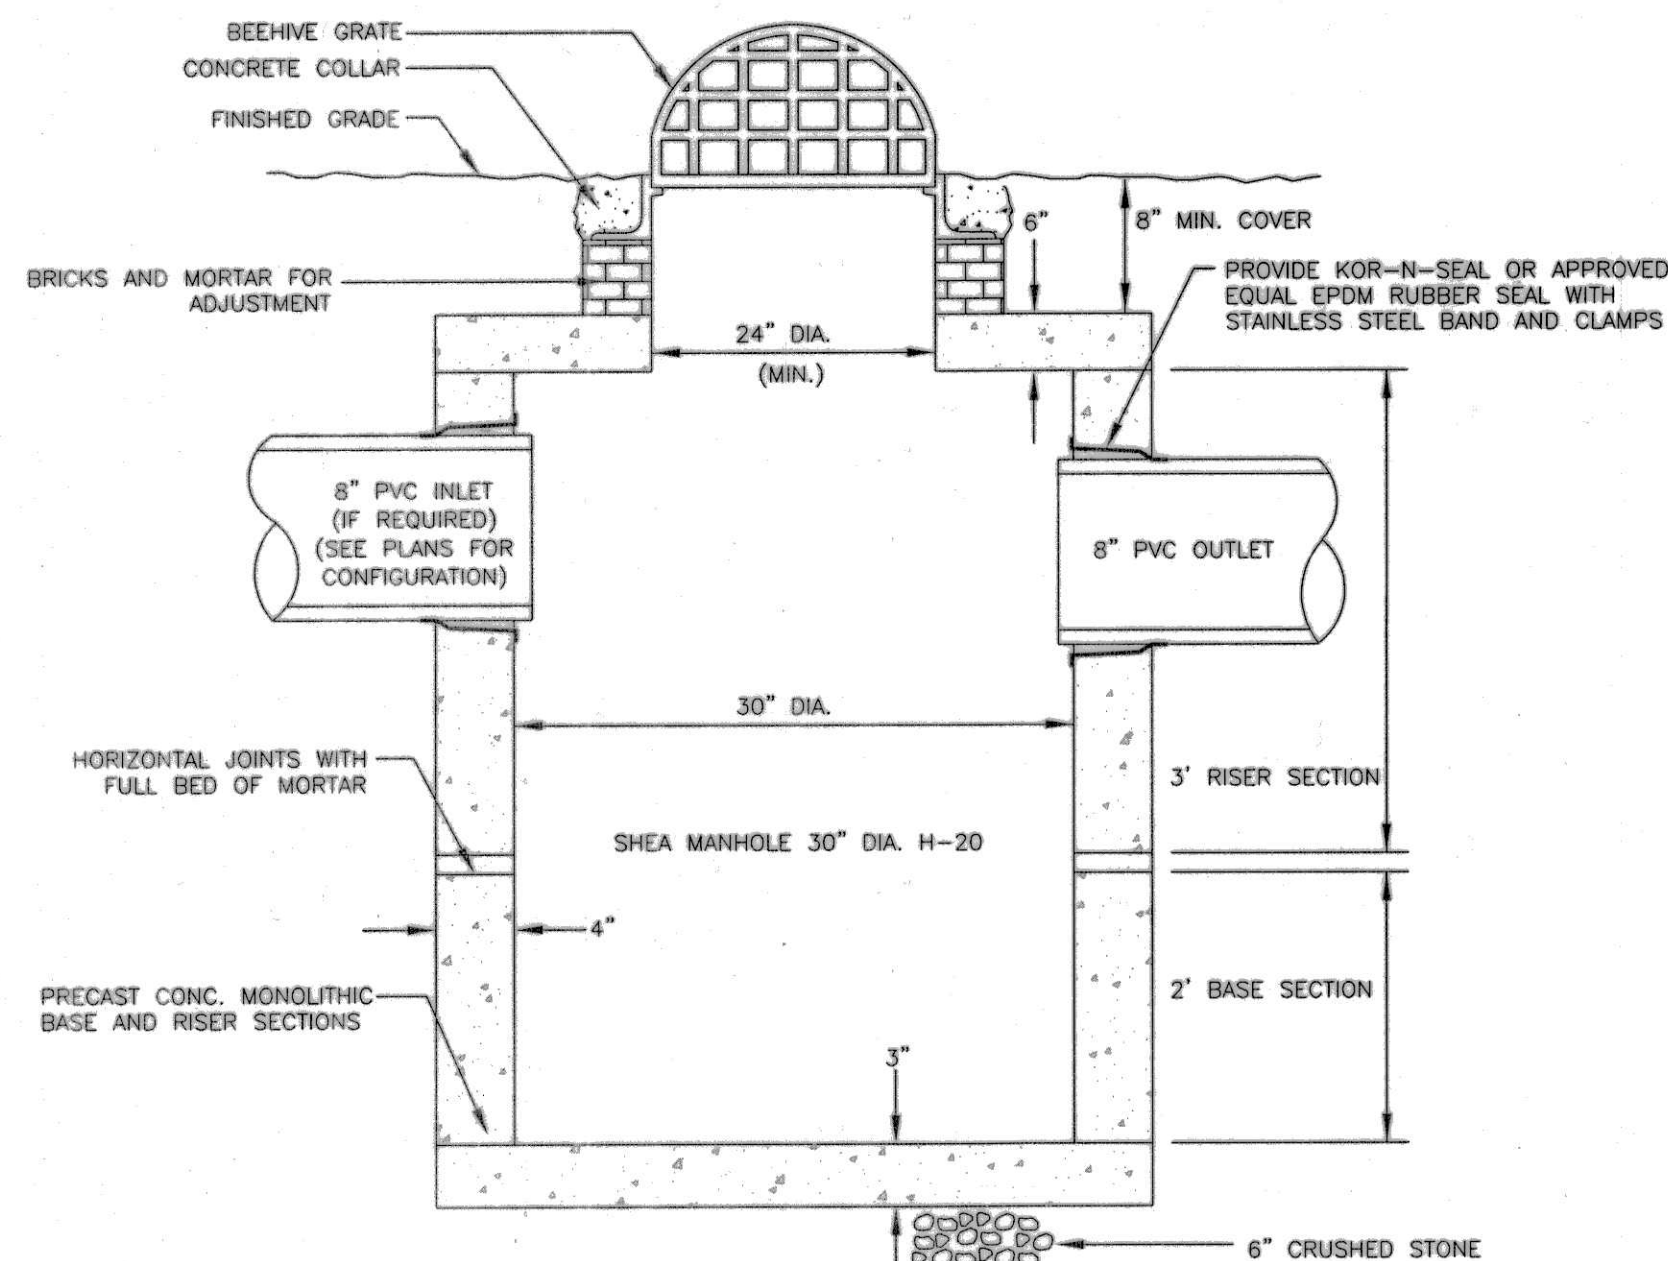 BEEHIVE GRATE
CONCRETE COLLAR
FINISHED GRADE
6”
8” MIN. COVER
BRICKS AND MORTAR FOR
ADJUSTMENT
PROVIDE KOR-N-SEAL OR APPROVED
EQUAL EPDM RUBBER SEAL WITH
STAINLESS STEEL BAND AND CLAMPS
24” DIA.
(MIN.)
8” PVC INLET
(IF REQUIRED)
(SEE PLANS FOR
CONFIGURATION)
8” PVC OUTLET
30” DIA.
HORIZONTAL JOINTS WITH
FULL BED OF MORTAR
3' RISER SECTION
SHEA MANHOLE 30” DIA. H-20
4”
PRECAST CONC. MONOLITHIC
BASE AND RISER SECTIONS
2' BASE SECTION
3”
6” CRUSHED STONE